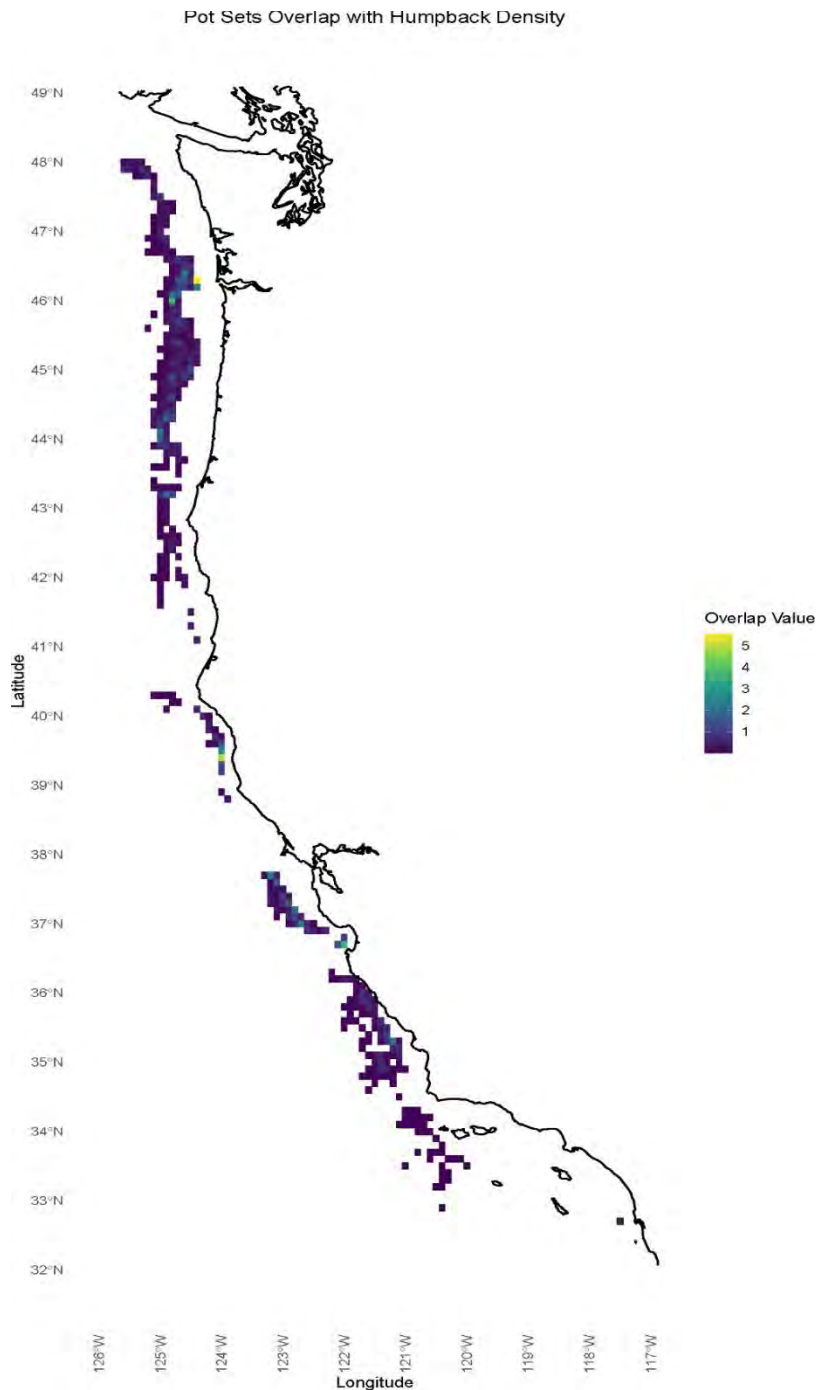 Pot Sets Overlap with Humpback Density
49°N
48°N
47°N
46°N
45°N
44°N
43°N
42°N
41°N
40°N
39°N
38°N
37°N
36°N
35°N
34°N
33°N
32°N
Latitude
Overlap Value
5
4
3
2
1
126°W
125°W
124°W
123°W
122°W
121°W
120°W
119°W
118°W
117°W
Longitude